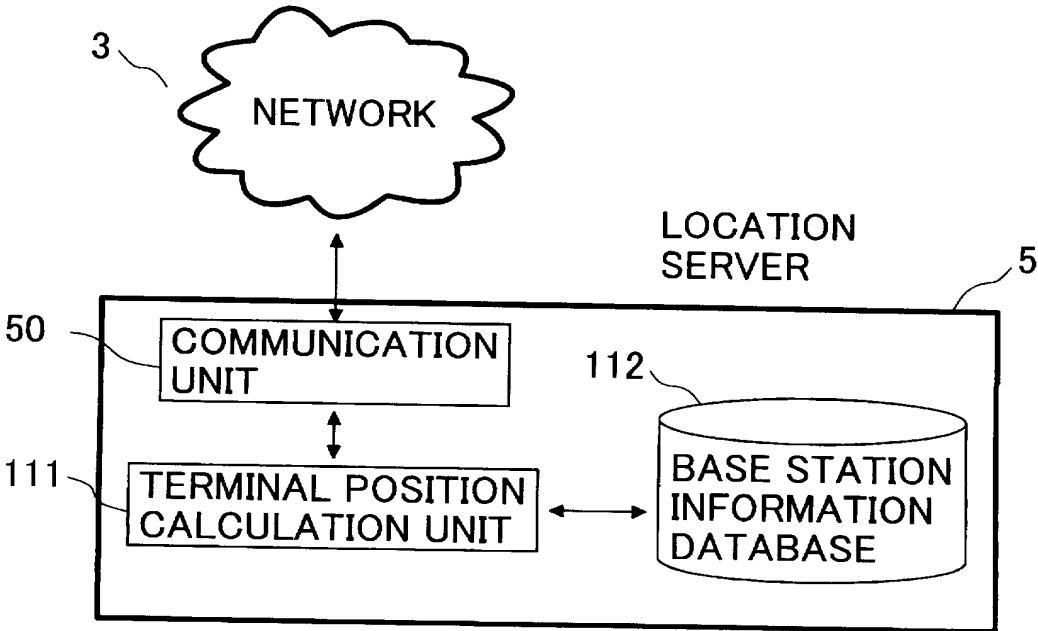 3
NETWORK
LOCATION
SERVER
5
50
COMMUNICATION
UNIT
112
111
TERMINAL POSITION
CALCULATION UNIT
BASE STATION
INFORMATION
DATABASE